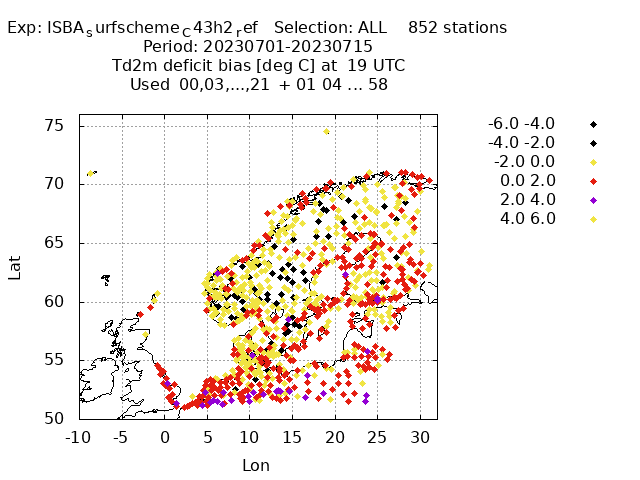 Exp: ISBA_surfscheme_C43h2_ref Selection: ALL 852 stations
Period: 20230701-20230715
Td2m deficit bias [deg C] at 19 UTC
Used 00,03,...,21 + 01 04 ... 58
-6.0 -4.0
-4.0 -2.0
-2.0 0.0
0.0 2.0
2.0 4.0
4.0 6.0
75
70
65
60
55
50
Lat
-10 -5 0 5 10 15 20 25 30
Lon